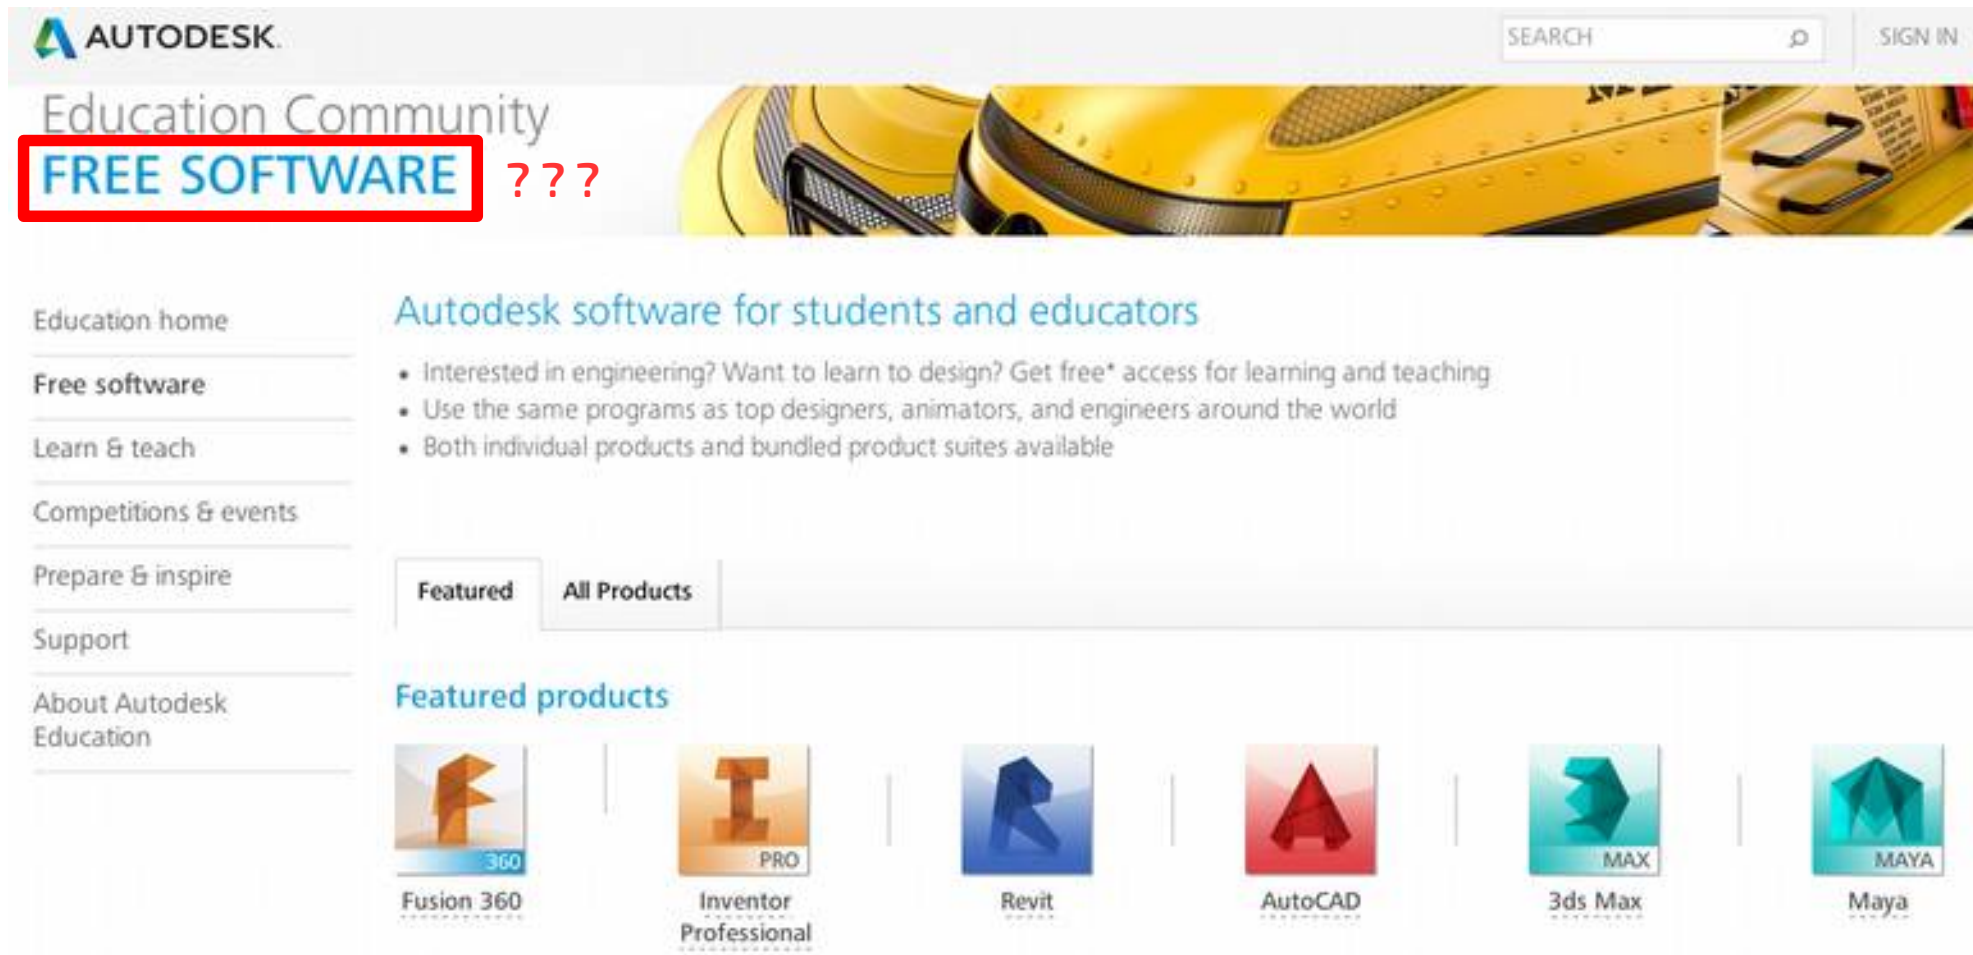 AUTODESK.
SEARCH
SIGN IN
Education Community
FREE SOFTWARE ???
Education home
Free software
Learn & teach
Competitions & events
Prepare & inspire
Support
About Autodesk
Education
Autodesk software for students and educators
• Interested in engineering? Want to learn to design? Get free* access for learning and teaching
• Use the same programs as top designers, animators, and engineers around the world
• Both individual products and bundled product suites available
Featured
All Products
Featured products
360
Fusion 360
PRO
Inventor
Professional
Revit
AutoCAD
MAX
3ds Max
MAYA
Maya